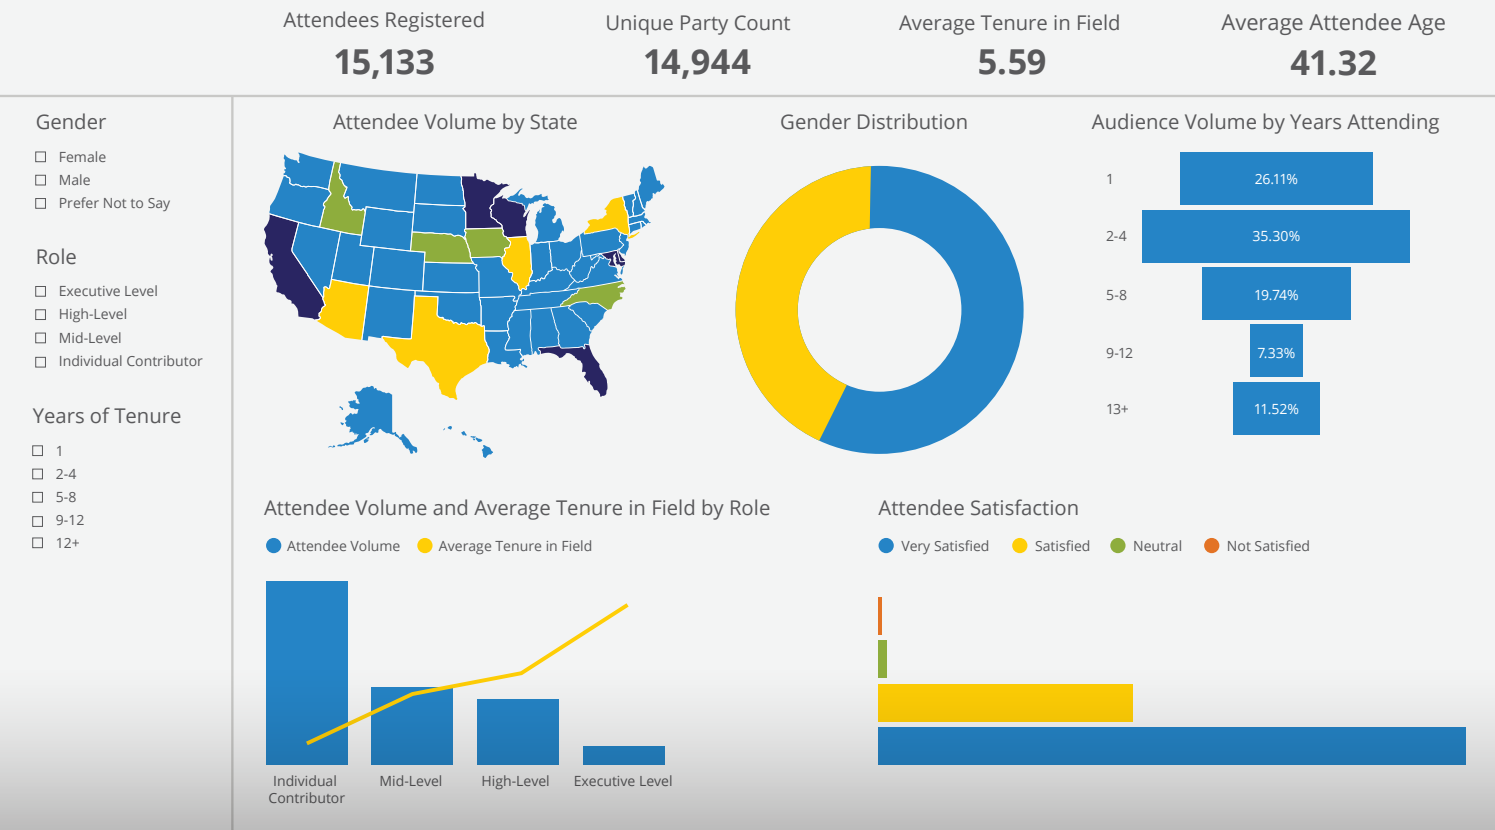 Attendees Registered
15,133
Unique Party Count
14,944
Average Tenure in Field
5.59
Average Attendee Age
41.32
Gender
Female
Male
Prefer Not to Say
Role
Executive Level
High-Level
Mid-Level
Individual Contributor
Years of Tenure
1
2-4
5-8
9-12
12+
Attendee Volume by State
Gender Distribution
Audience Volume by Years Attending
1
26.11%
2-4
35.30%
5-8
19.74%
9-12
7.33%
13+
11.52%
Attendee Volume and Average Tenure in Field by Role
Attendee Volume
Average Tenure in Field
Individual
Contributor
Mid-Level
High-Level
Executive Level
Attendee Satisfaction
Very Satisfied
Satisfied
Neutral
Not Satisfied